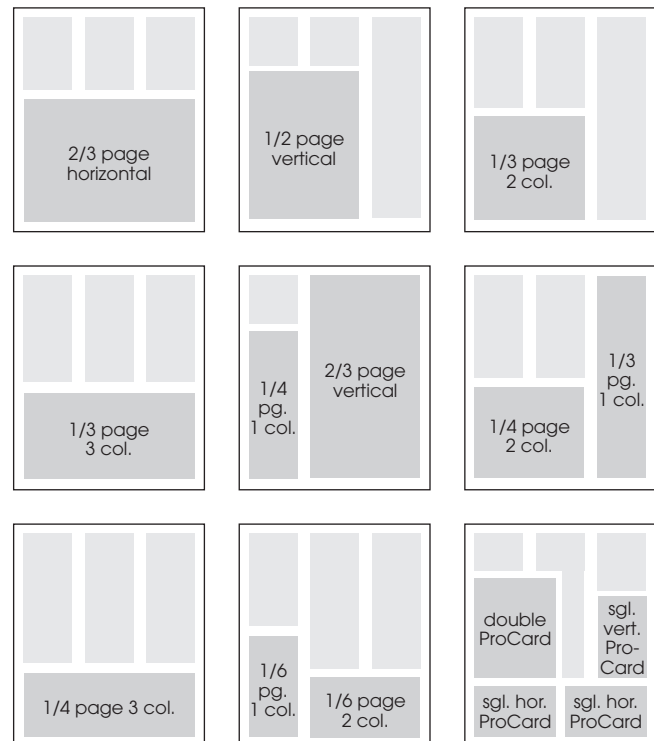 2/3 page
horizontal
1/2 page
vertical
1/3 page
2 col.
1/3 page
3 col.
1/4
pg.
1 col.
2/3 page
vertical
1/4 page
2 col.
1/3
pg.
1 col.
1/4 page 3 col.
1/6
pg.
1 col.
1/6 page
2 col.
double
ProCard
sgl.
vert.
Pro-
Card
sgl. hor.
ProCard
sgl. hor.
ProCard